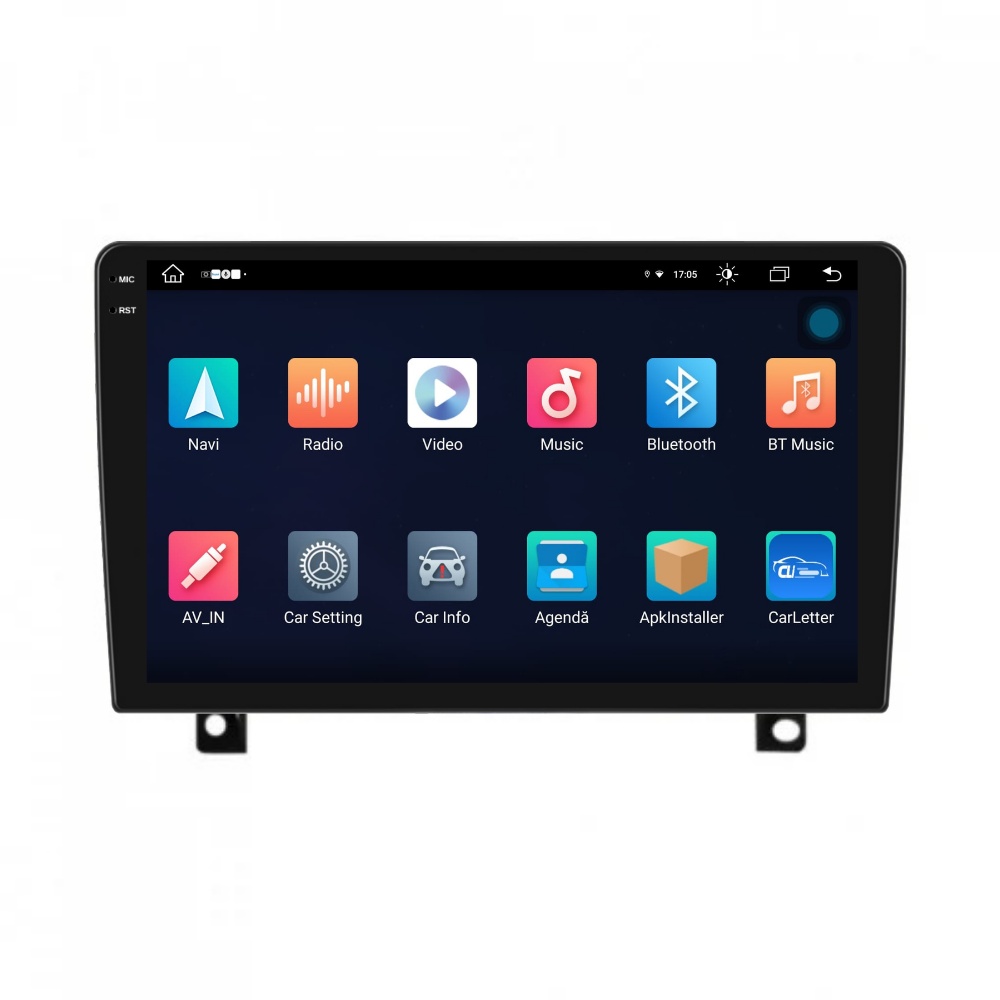 MIC
17:05
RST
Navi
Radio
Video
Music
Bluetooth
BT Music
AV_IN
Car Setting
Car Info
Agendă
ApkInstaller
CarLetter